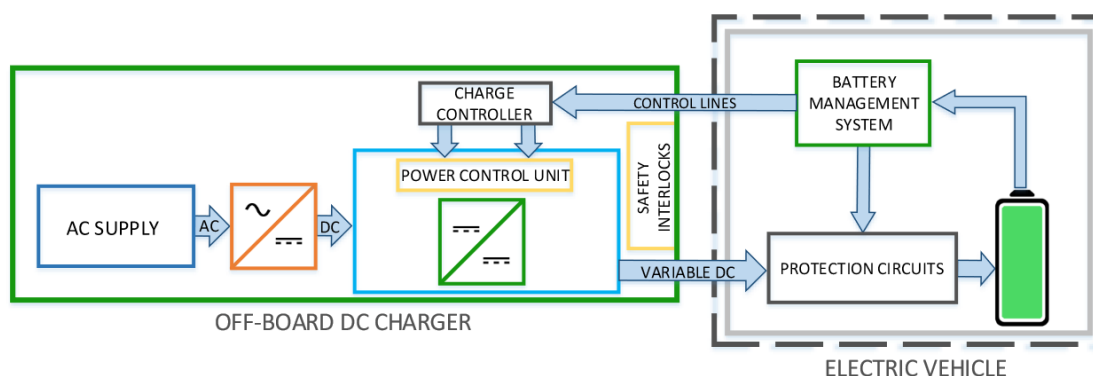 BATTERY
MANAGEMENT
SYSTEM
CHARGE
CONTROLLER
CONTROL LINES
POWER CONTROL UNIT
SAFETY
INTERLOCKS
AC SUPPLY
AC
DC
VARIABLE DC
PROTECTION CIRCUITS
OFF-BOARD DC CHARGER
ELECTRIC VEHICLE